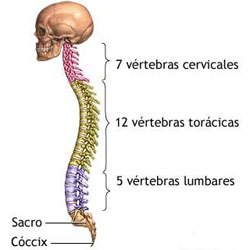 7 vértebras cervicales
12 vértebras torácicas
5 vértebras lumbares
Sacro
Cóccix